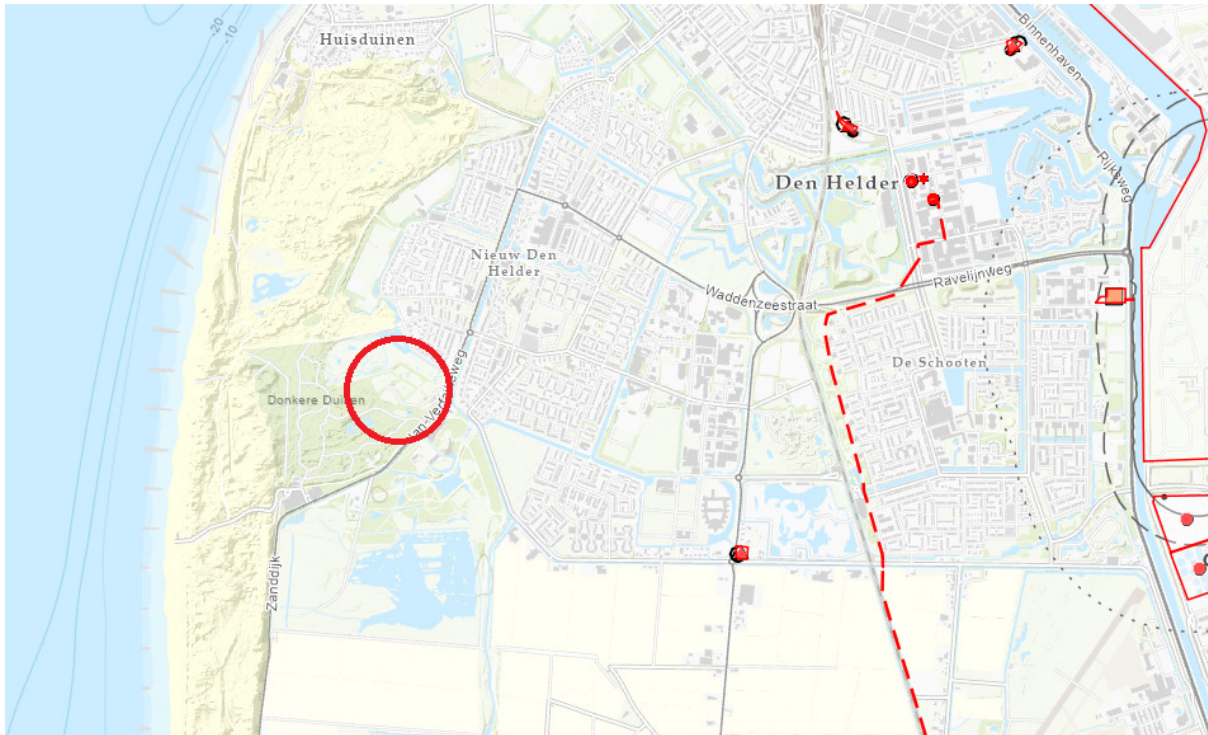 -20
-10
Huisduinen
Binnenhaven
Rijksweg
Den Helder
Nieuw Den
Helder
Waddenzeestraat
Ravelijnweg
De Schooten
Donkere Duinen
Zanddijk